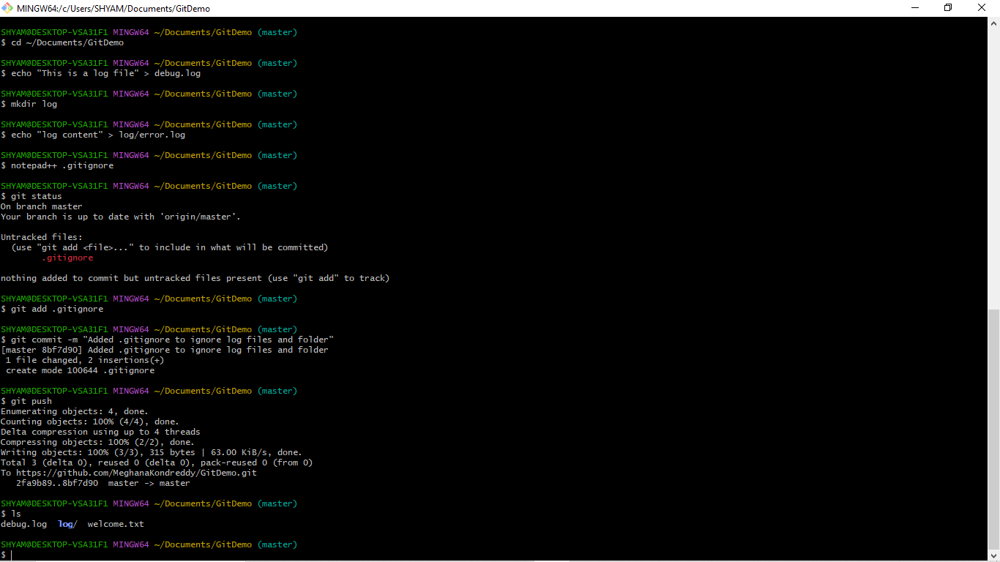 MINGW64:/c/Users/SHYAM/Documents/GitDemo
SHYAM@DESKTOP-VSA31F1 MINGW64 ~/Documents/GitDemo (master)
$ cd ~/Documents/GitDemo
SHYAM@DESKTOP-VSA31F1 MINGW64 ~/Documents/GitDemo (master)
$ echo "This is a log file" > debug.log
SHYAM@DESKTOP-VSA31F1 MINGW64 ~/Documents/GitDemo (master)
$ mkdir log
SHYAM@DESKTOP-VSA31F1 MINGW64 ~/Documents/GitDemo (master)
$ echo "log content" > log/error.log
SHYAM@DESKTOP-VSA31F1 MINGW64 ~/Documents/GitDemo (master)
$ notepad++ .gitignore
SHYAM@DESKTOP-VSA31F1 MINGW64 ~/Documents/GitDemo (master)
$ git status
On branch master
Your branch is up to date with 'origin/master'.
Untracked files:
  (use "git add <file>..." to include in what will be committed)
        .gitignore
nothing added to commit but untracked files present (use "git add" to track)
SHYAM@DESKTOP-VSA31F1 MINGW64 ~/Documents/GitDemo (master)
$ git add .gitignore
SHYAM@DESKTOP-VSA31F1 MINGW64 ~/Documents/GitDemo (master)
$ git commit -m "Added .gitignore to ignore log files and folder"
[master 8bf7d90] Added .gitignore to ignore log files and folder
 1 file changed, 2 insertions(+)
 create mode 100644 .gitignore
SHYAM@DESKTOP-VSA31F1 MINGW64 ~/Documents/GitDemo (master)
$ git push
Enumerating objects: 4, done.
Counting objects: 100% (4/4), done.
Delta compression using up to 4 threads
Compressing objects: 100% (2/2), done.
Writing objects: 100% (3/3), 315 bytes | 63.00 KiB/s, done.
Total 3 (delta 0), reused 0 (delta 0), pack-reused 0 (from 0)
To https://github.com/MeghanaKondreddy/GitDemo.git
   2fa9b89..8bf7d90  master -> master
SHYAM@DESKTOP-VSA31F1 MINGW64 ~/Documents/GitDemo (master)
$ ls
debug.log  log/  welcome.txt
SHYAM@DESKTOP-VSA31F1 MINGW64 ~/Documents/GitDemo (master)
$